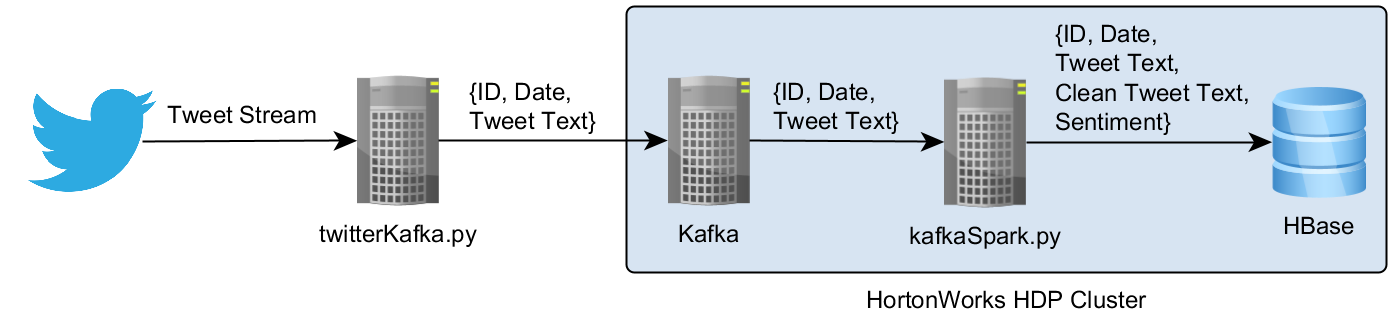 Tweet Stream
{ID, Date,
Tweet Text}
{ID, Date,
Tweet Text}
{ID, Date,
Tweet Text,
Clean Tweet Text,
Sentiment}
twitterKafka.py
Kafka
kafkaSpark.py
HBase
HortonWorks HDP Cluster